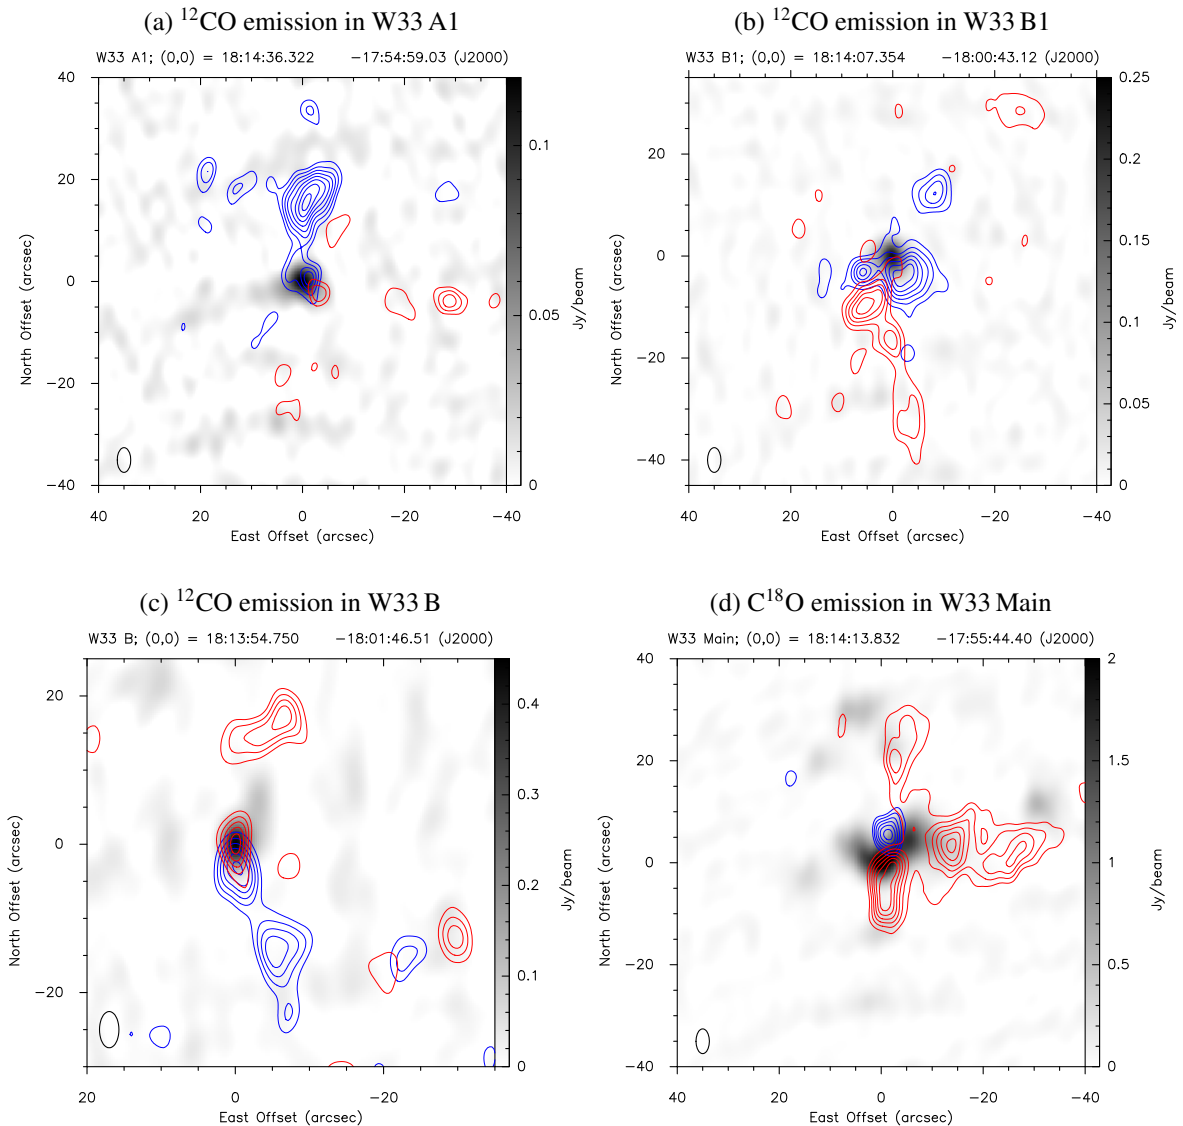 (a) ¹²CO emission in W33 A1
W33 A1; (0,0) = 18:14:36.322 −17:54:59.03 (J2000)
40
20
0
−20
−40
North Offset (arcsec)
40 20 0 −20 −40
East Offset (arcsec)
0.1
0.05
0
Jy/beam
(b) ¹²CO emission in W33 B1
W33 B1; (0,0) = 18:14:07.354 −18:00:43.12 (J2000)
20
0
−20
−40
North Offset (arcsec)
40 20 0 −20 −40
East Offset (arcsec)
0.25
0.2
0.15
0.1
0.05
0
Jy/beam
(c) ¹²CO emission in W33 B
W33 B; (0,0) = 18:13:54.750 −18:01:46.51 (J2000)
20
0
−20
North Offset (arcsec)
20 0 −20
East Offset (arcsec)
0.4
0.3
0.2
0.1
0
Jy/beam
(d) C¹⁸O emission in W33 Main
W33 Main; (0,0) = 18:14:13.832 −17:55:44.40 (J2000)
40
20
0
−20
−40
North Offset (arcsec)
40 20 0 −20 −40
East Offset (arcsec)
2
1.5
1
0.5
0
Jy/beam